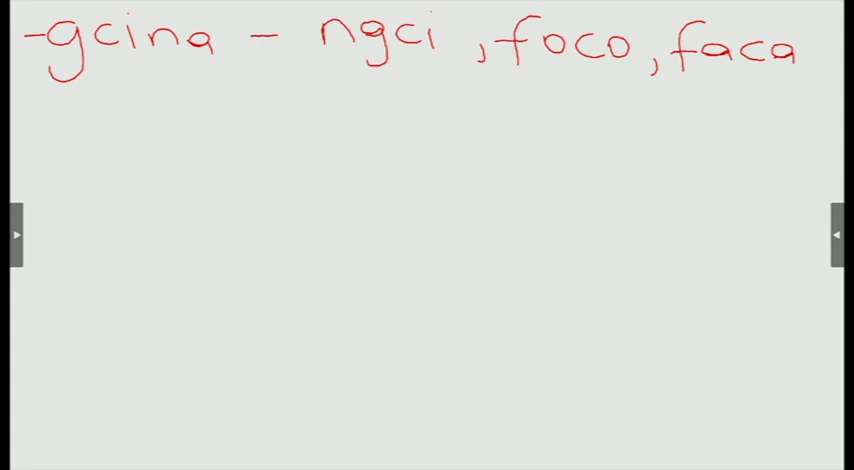 -gcina - ngci , foco, faca